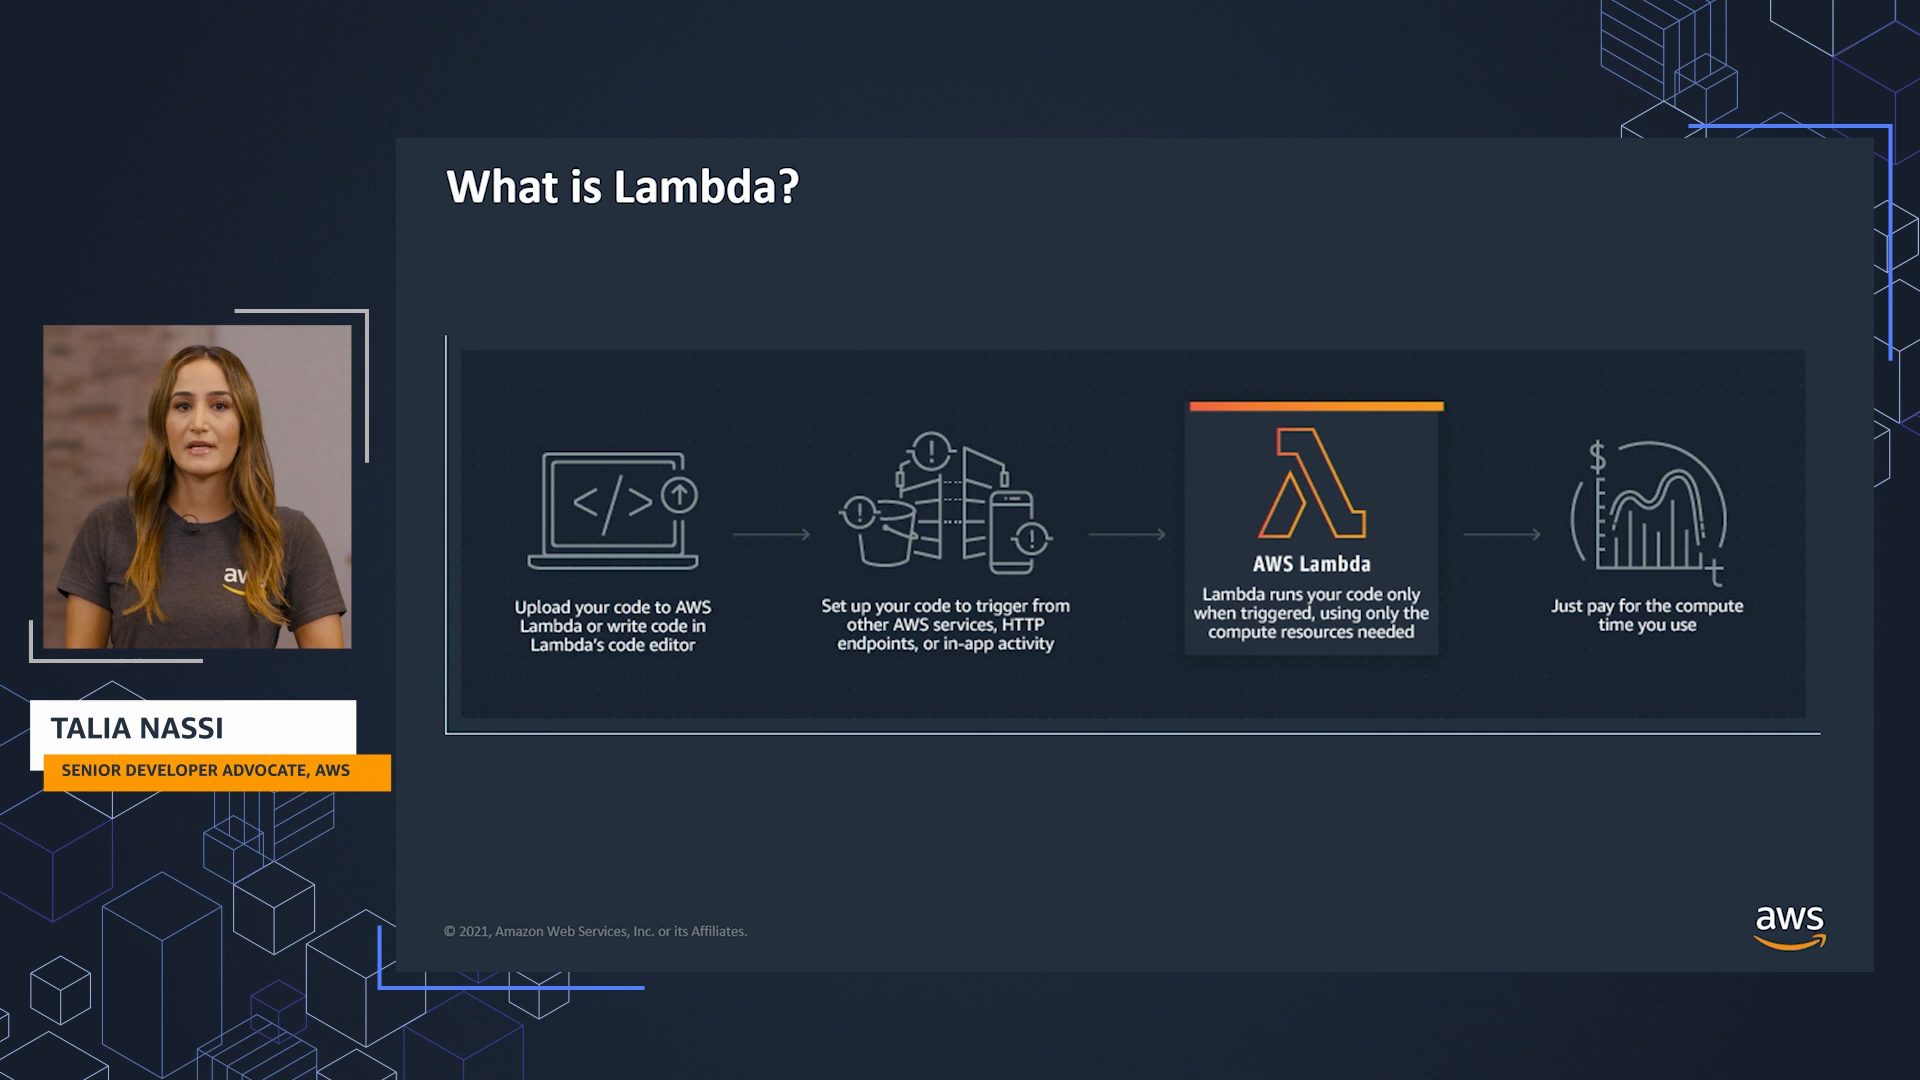 What is Lambda?
</>
Upload your code to AWS
Lambda or write code in
Lambda's code editor
Set up your code to trigger from
other AWS services, HTTP
endpoints, or in-app activity
AWS Lambda
Lambda runs your code only
when triggered, using only the
compute resources needed
$
t
Just pay for the compute
time you use
aw
TALIA NASSI
SENIOR DEVELOPER ADVOCATE, AWS
© 2021, Amazon Web Services, Inc. or its Affiliates.
aws